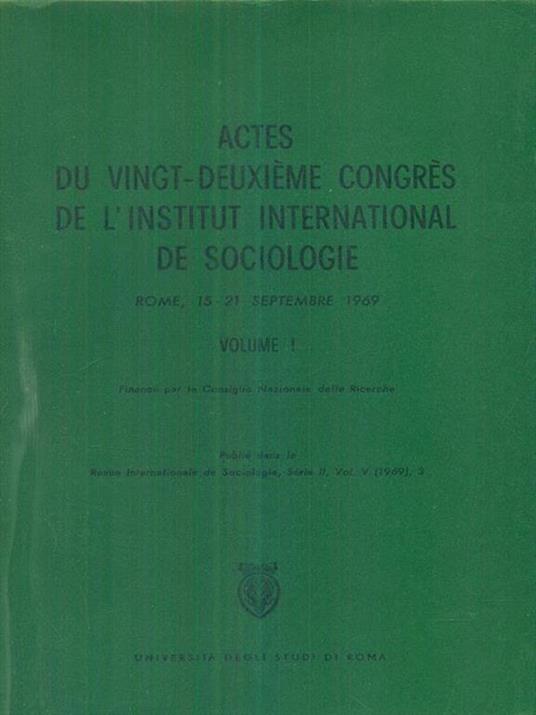 ACTES
DU VINGT-DEUXIÈME CONGRÈS
DE L'INSTITUT INTERNATIONAL
DE SOCIOLOGIE
ROME, 15-21 SEPTEMBRE 1969
VOLUME I
Financé par le Consiglio Nazionale delle Ricerche
Publié dans la
Revue Internationale de Sociologie, Série II, Vol. V (1969), 3
UNIVERSITÀ DEGLI STUDI DI ROMA